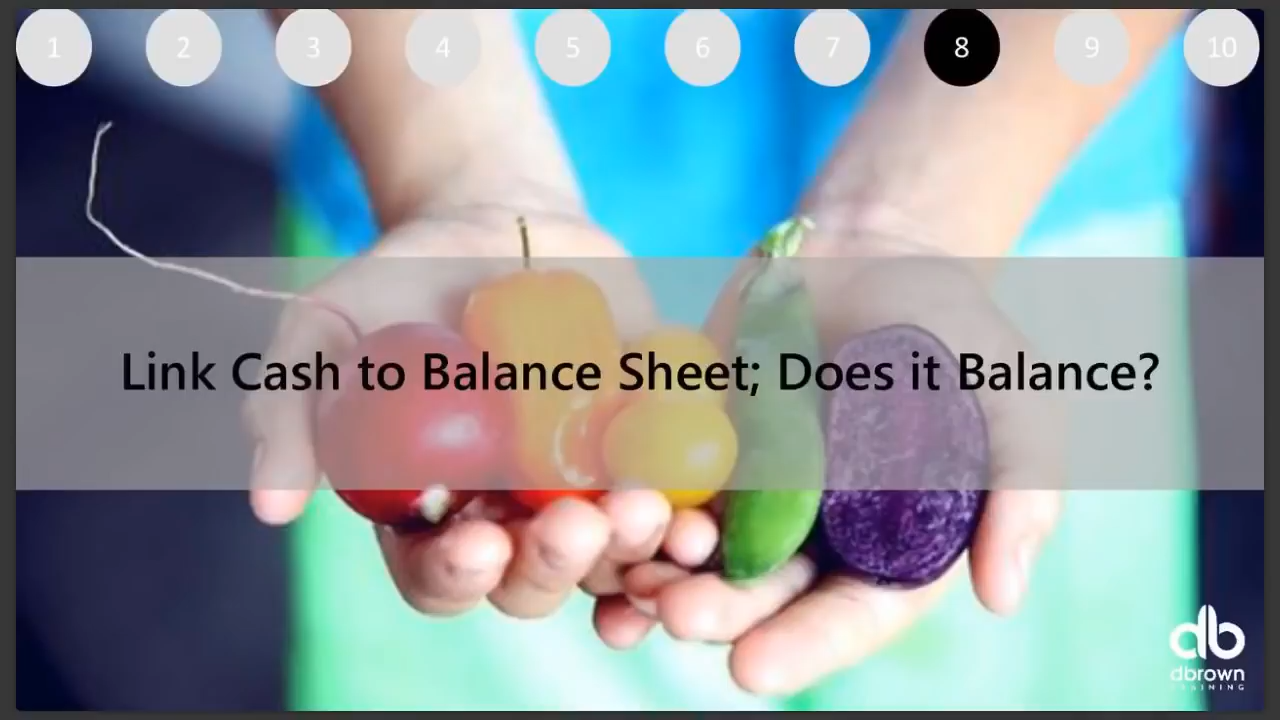 1 2 3 4 5 6 7 8 9 10
Link Cash to Balance Sheet; Does it Balance?
db
dbrown
TRAINING